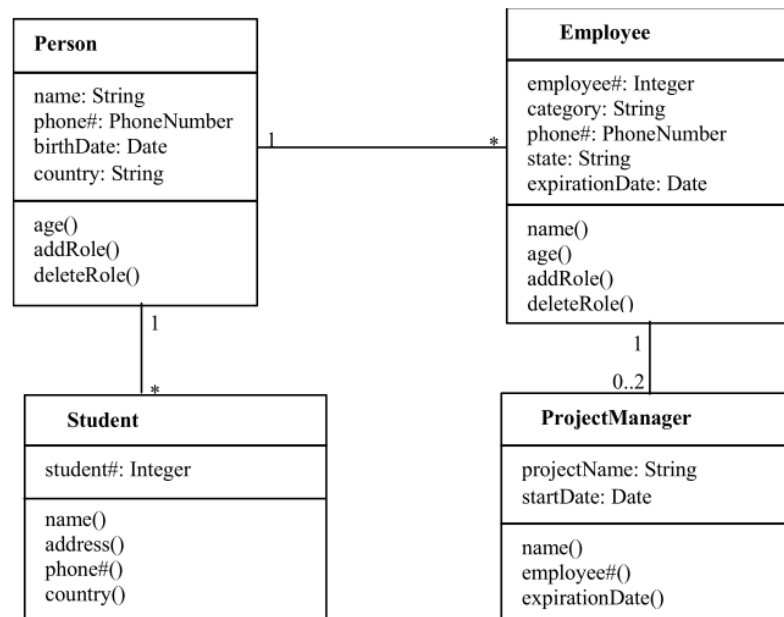 Person
name: String
phone#: PhoneNumber
birthDate: Date
country: String
age()
addRole()
deleteRole()
Employee
employee#: Integer
category: String
phone#: PhoneNumber
state: String
expirationDate: Date
name()
age()
addRole()
deleteRole()
1
*
1
*
1
0..2
Student
student#: Integer
name()
address()
phone#()
country()
ProjectManager
projectName: String
startDate: Date
name()
employee#()
expirationDate()